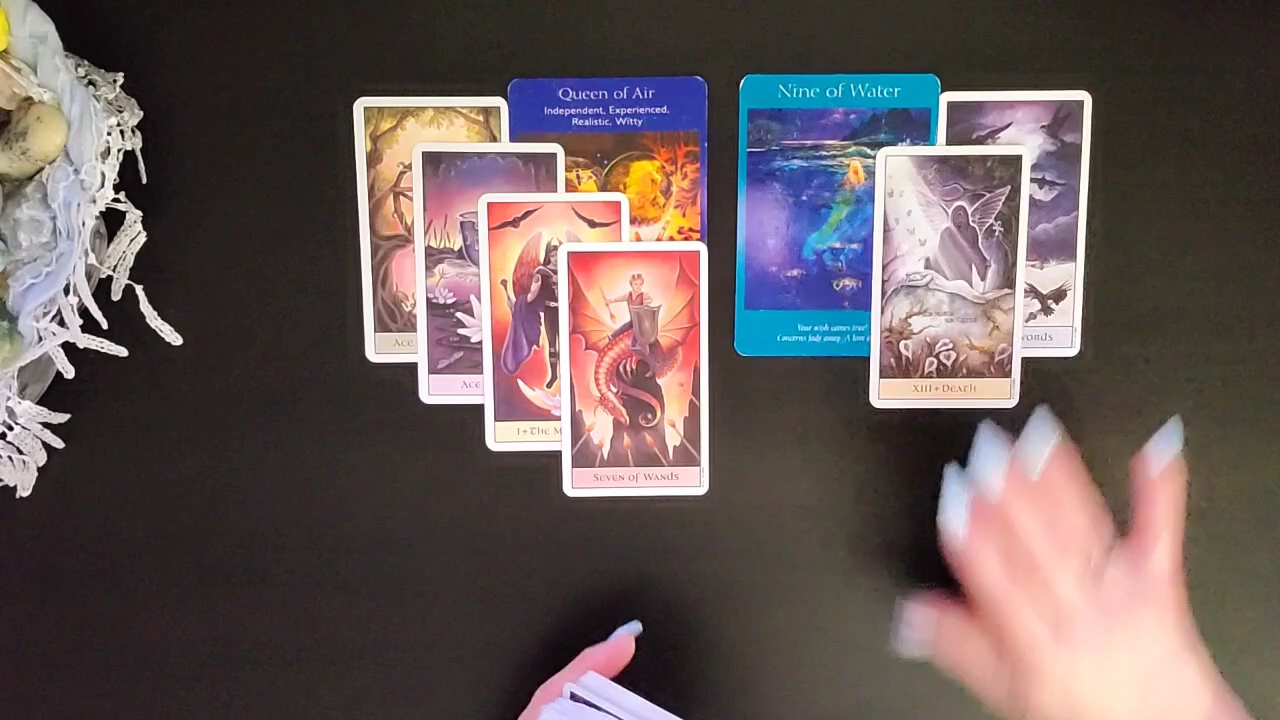 Queen of Air
Independent, Experienced,
Realistic, Witty
Nine of Water
Your wish comes true!
Concerns fade away. A love
ACE
ACE
I + THE M
SEVEN OF WANDS
XIII + DEATH
WORDS